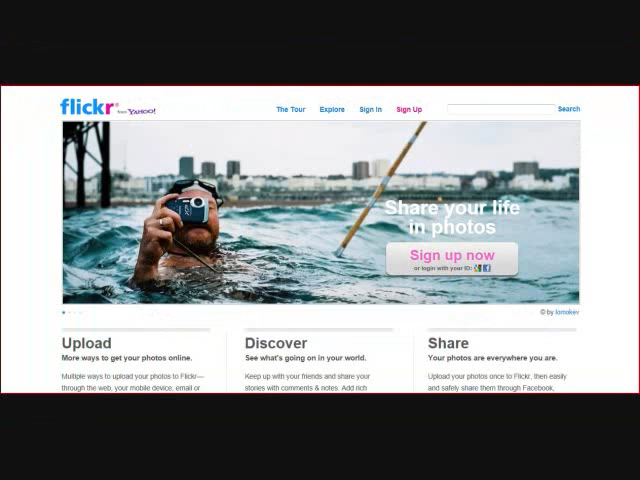 flickr from YAHOO!
The Tour Explore Sign In Sign Up Search
Share your life
in photos
Sign up now
or login with your ID:
© by lomokev
Upload
More ways to get your photos online.
Multiple ways to upload your photos to Flickr—
through the web, your mobile device, email or
Discover
See what's going on in your world.
Keep up with your friends and share your
stories with comments & notes. Add rich
Share
Your photos are everywhere you are.
Upload your photos once to Flickr, then easily
and safely share them through Facebook,